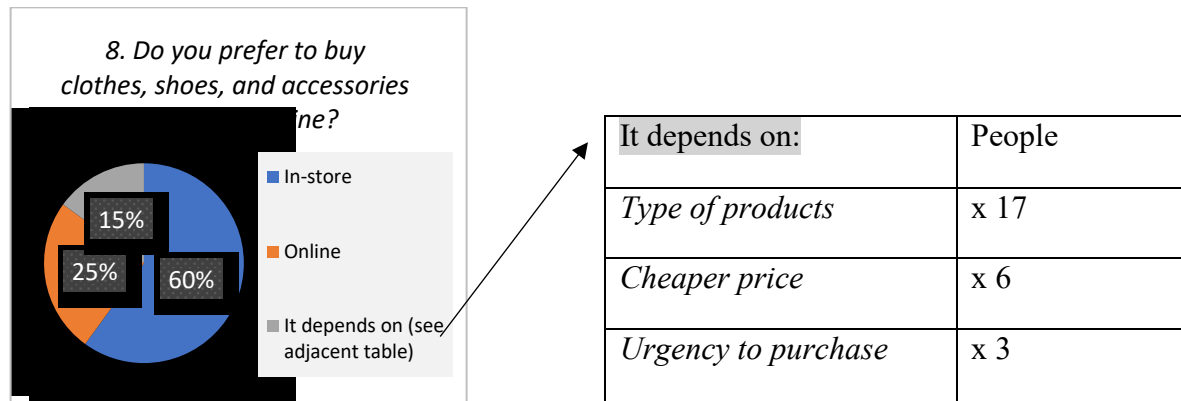 8. Do you prefer to buy
clothes, shoes, and accessories
ine?
In-store
Online
It depends on (see
adjacent table)
15%
25%
60%
It depends on: People
Type of products x 17
Cheaper price x 6
Urgency to purchase x 3